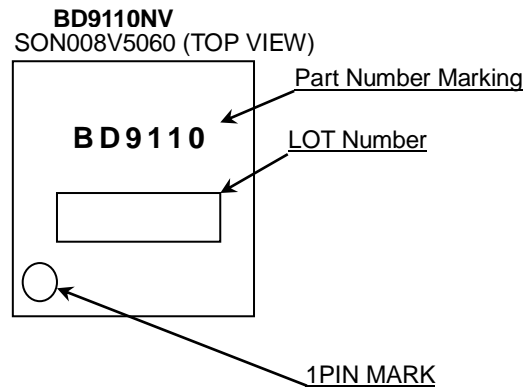 BD9110NV
SON008V5060 (TOP VIEW)
Part Number Marking
BD9110
LOT Number
1PIN MARK